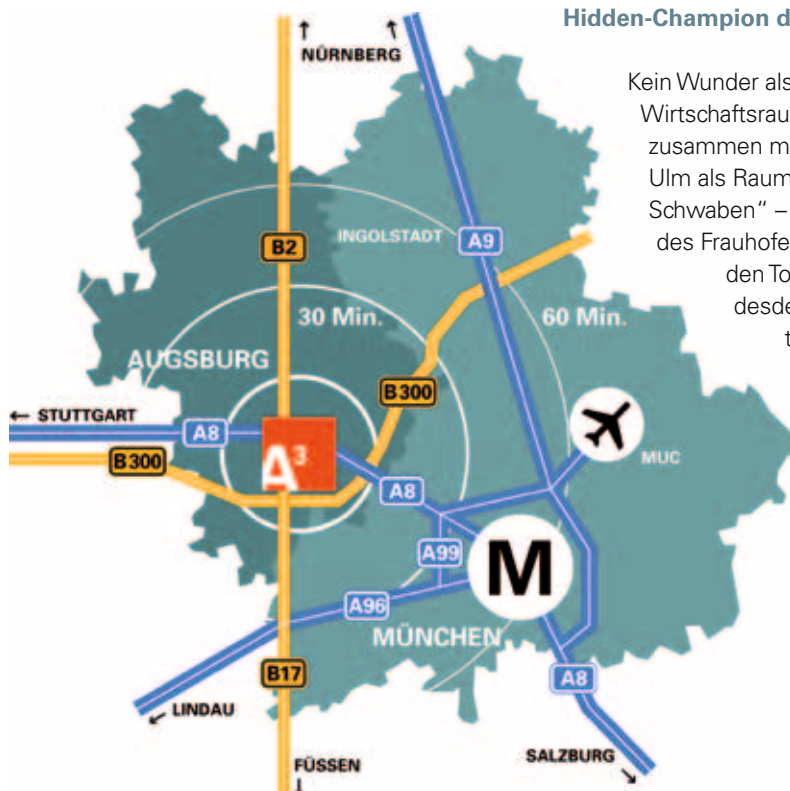 Hidden-Champion d
Kein Wunder als
Wirtschaftsrau
zusammen m
Ulm als Raum
Schwaben“ –
des Frauhofe
den To
desde
t
↑ ↑
NÜRNBERG
B2
INGOLSTADT
A9
30 Min.
60 Min.
AUGSBURG
B 300
← STUTTGART
A8
B 300
A³
MUC
A8
A99
M
A96
MÜNCHEN
B17
A8
← LINDAU
SALZBURG →
FÜSSEN
↓